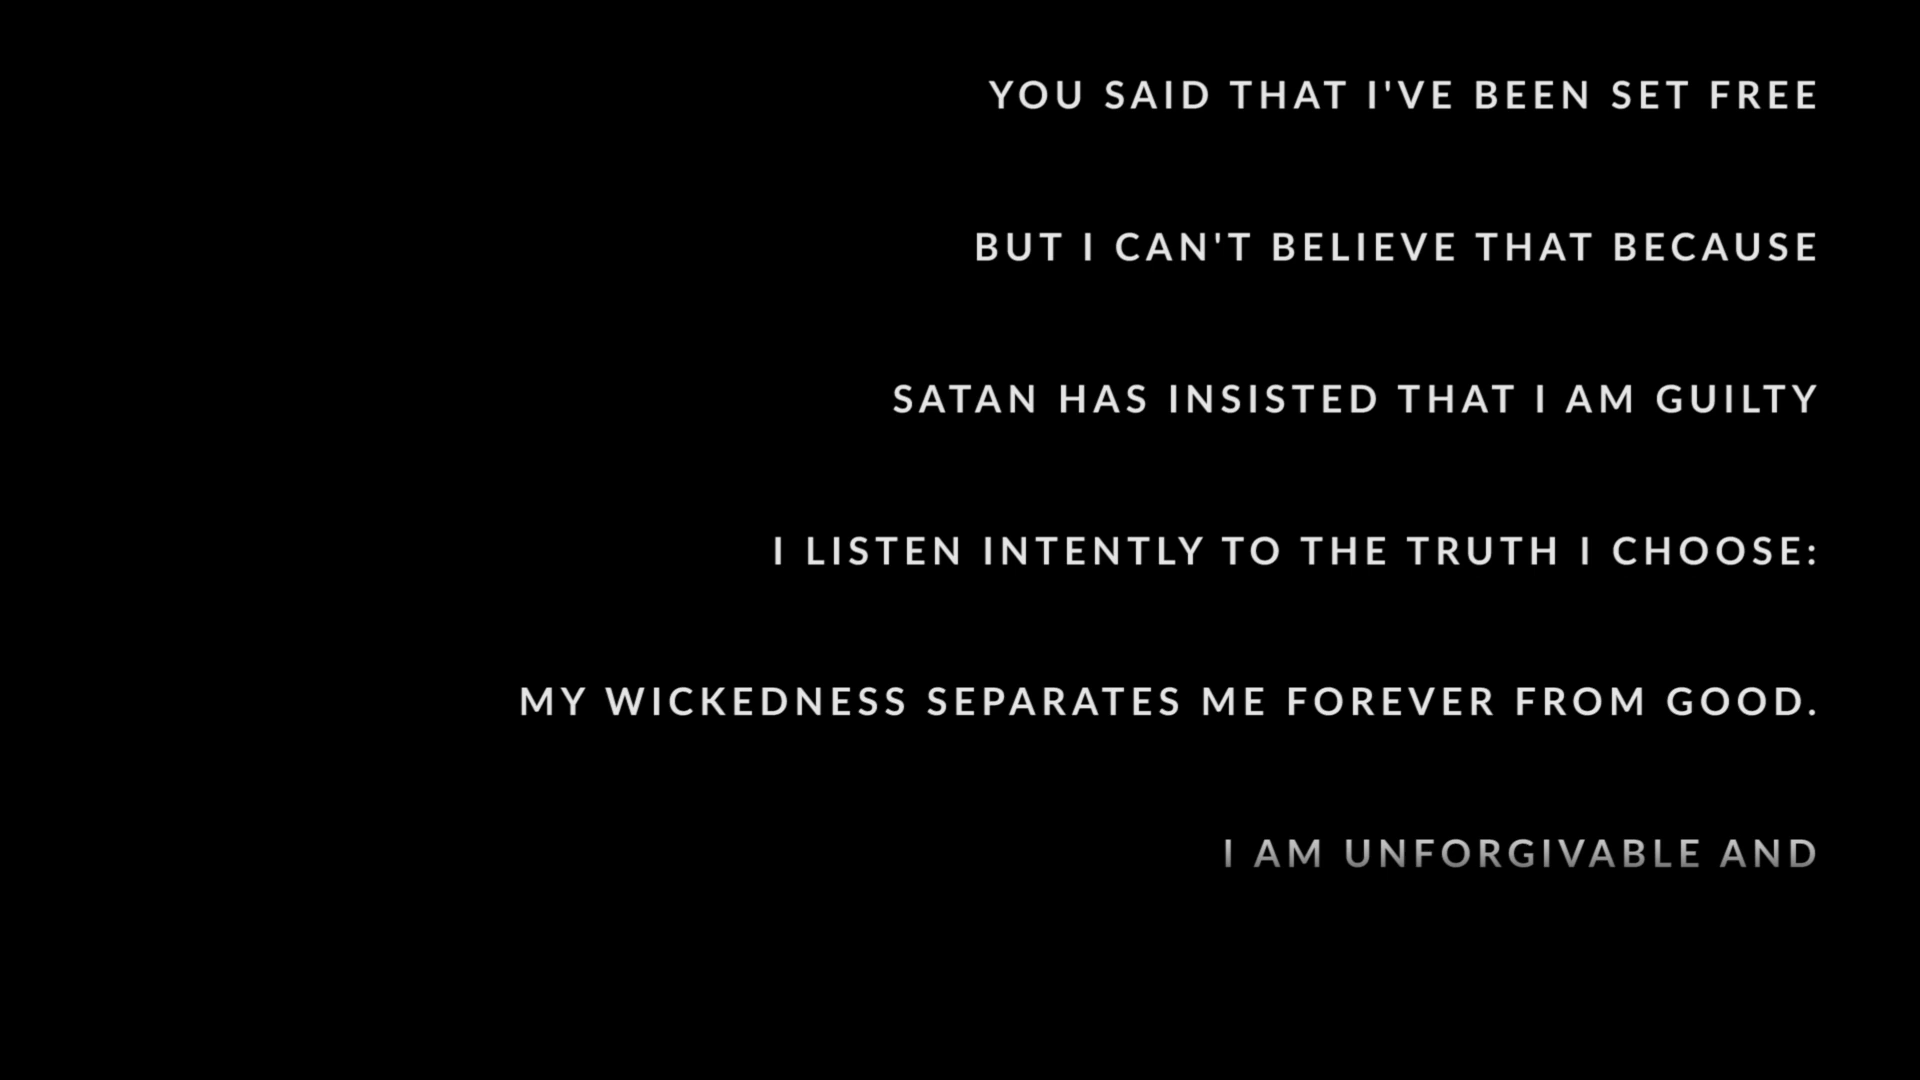 YOU SAID THAT I'VE BEEN SET FREE
BUT I CAN'T BELIEVE THAT BECAUSE
SATAN HAS INSISTED THAT I AM GUILTY
I LISTEN INTENTLY TO THE TRUTH I CHOOSE:
MY WICKEDNESS SEPARATES ME FOREVER FROM GOOD.
I AM UNFORGIVABLE AND